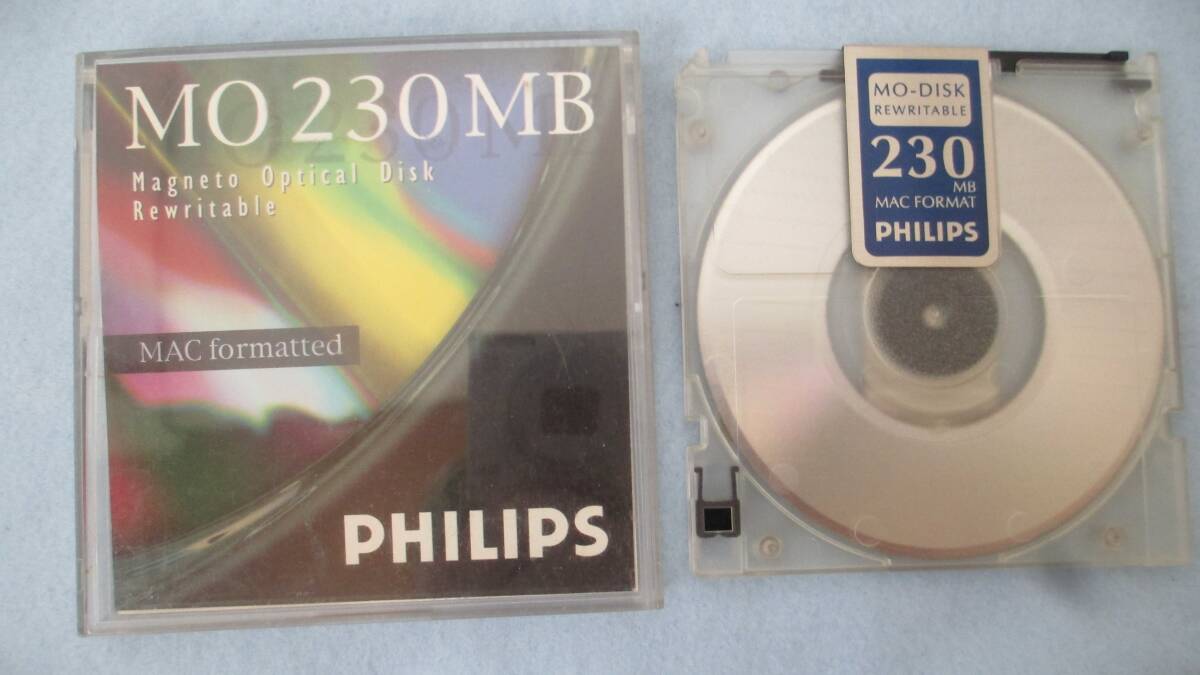 MO 230 MB
Magneto Optical Disk
Rewritable
MAC formatted
PHILIPS
MO-DISK
REWRITABLE
230
MB
MAC FORMAT
PHILIPS